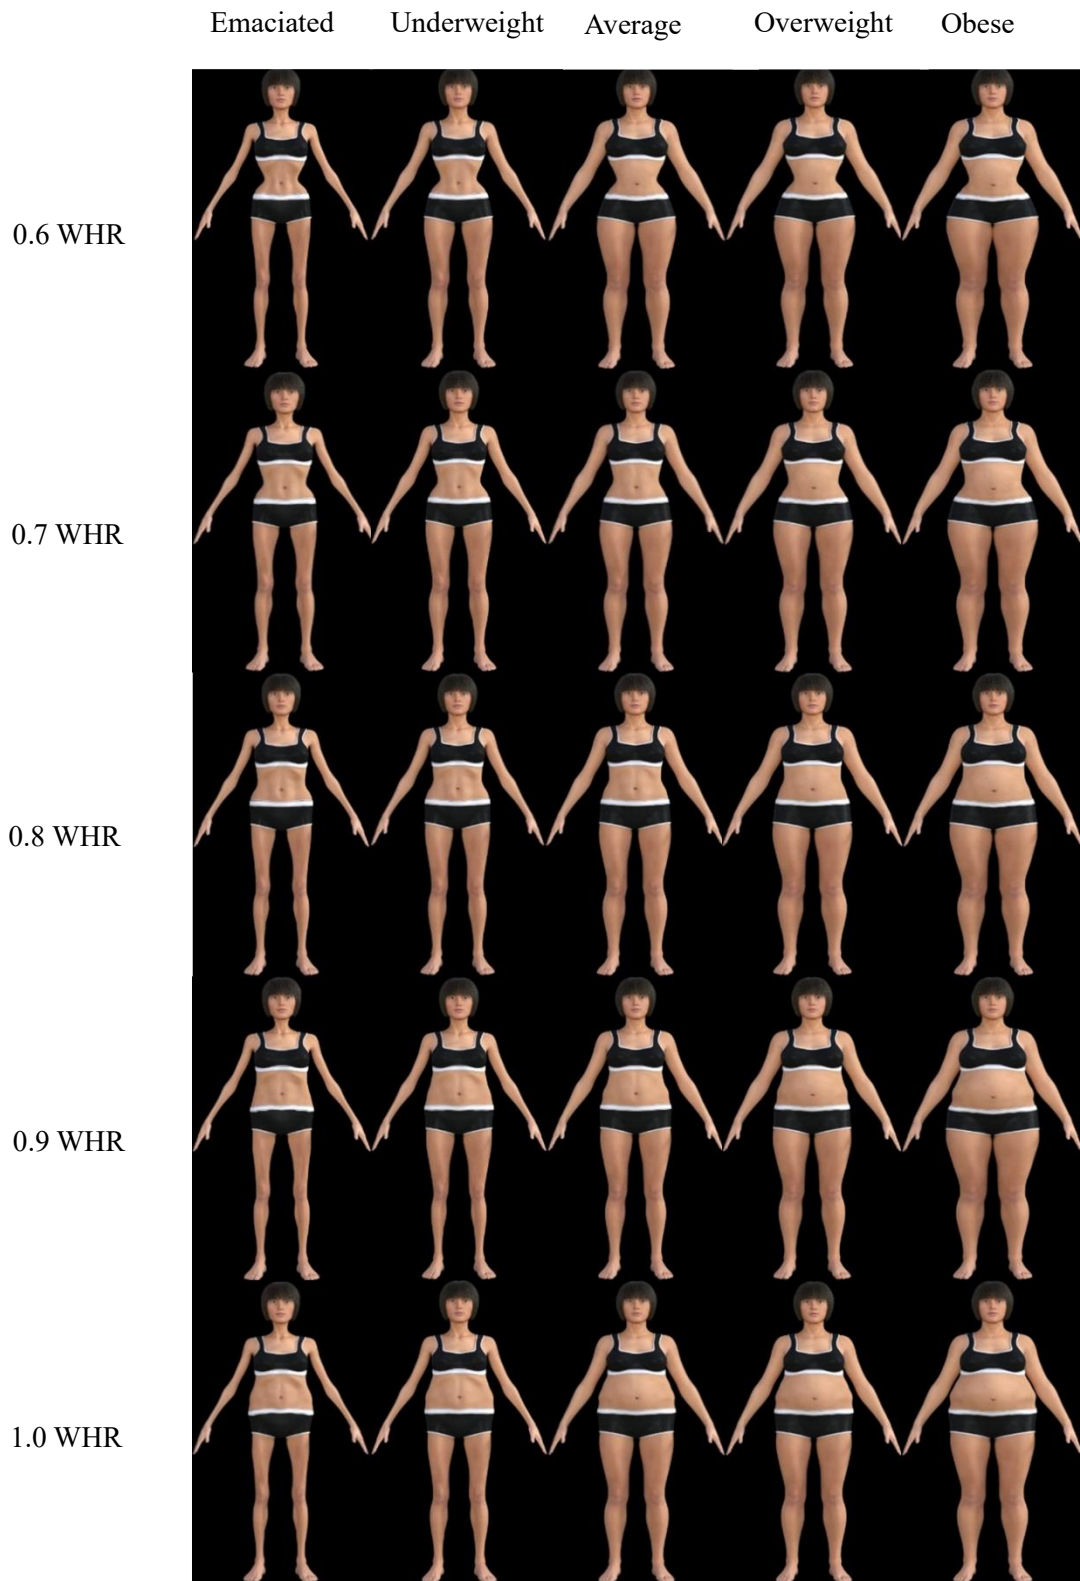 Emaciated Underweight Average Overweight Obese
0.6 WHR
0.7 WHR
0.8 WHR
0.9 WHR
1.0 WHR